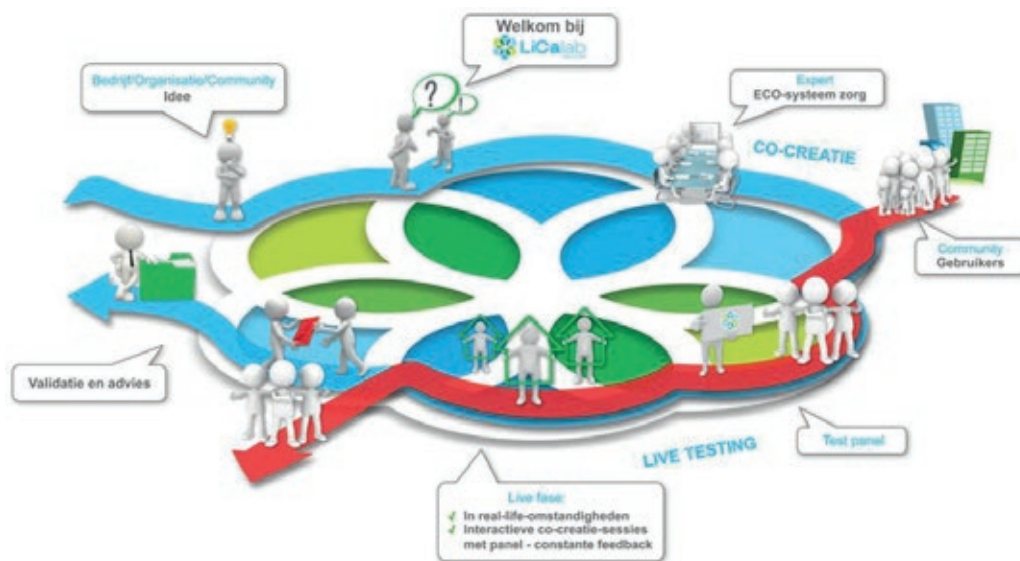 Welkom bij
LiCalab
Bedrijf/Organisatie/Community
Idee
?
!
Expert
ECO-systeem zorg
CO-CREATIE
Community
Gebruikers
Validatie en advies
Test panel
LIVE TESTING
Live fase:
✓ In real-life-omstandigheden
✓ Interactieve co-creatie-sessies
met panel - constante feedback